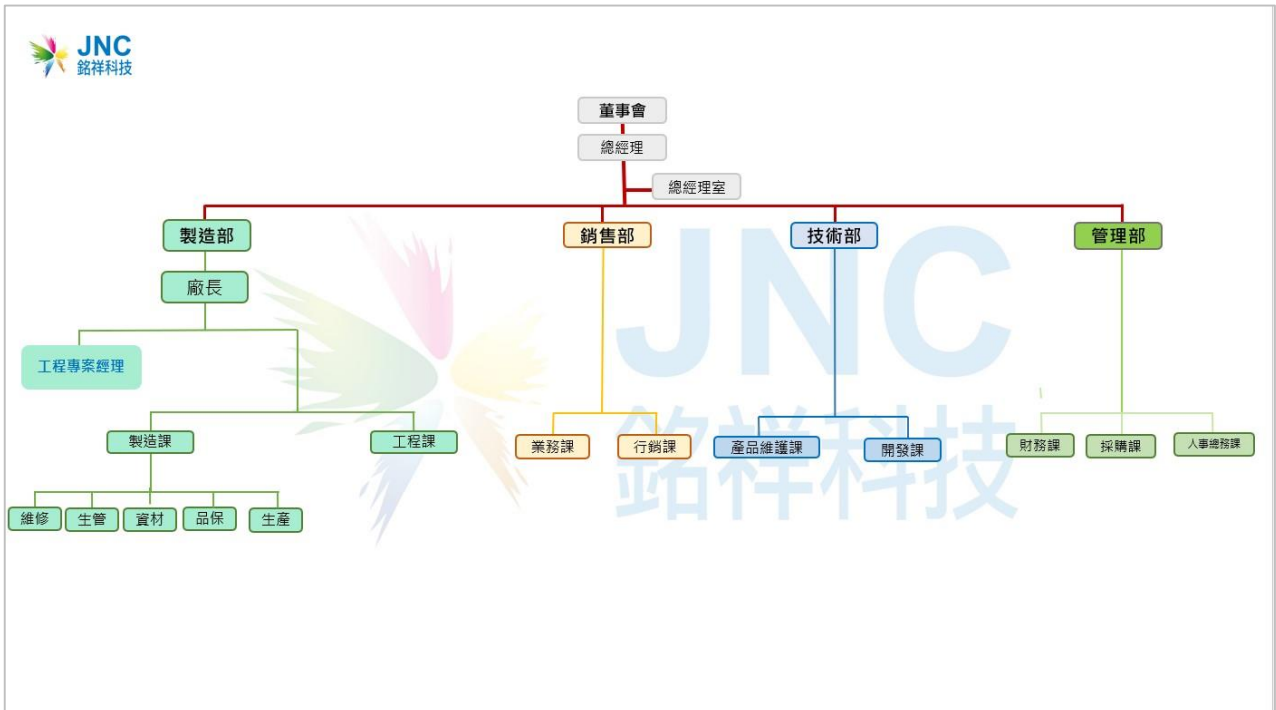 JNC
銘祥科技
董事會
總經理
總經理室
製造部
銷售部
技術部
管理部
廠長
工程專案經理
製造課
工程課
業務課
行銷課
產品維護課
開發課
財務課
採購課
人事總務課
維修
生管
資材
品保
生產
JNC
銘祥科技